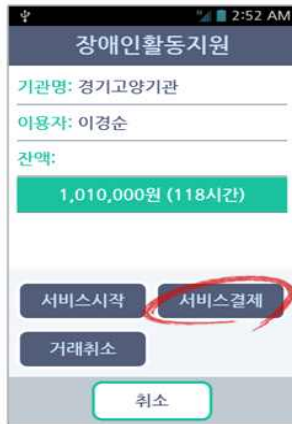 2:52 AM
장애인활동지원
기관명: 경기고양기관
이용자: 이경순
잔액:
1,010,000원 (118시간)
서비스시작 서비스결제
거래취소
취소